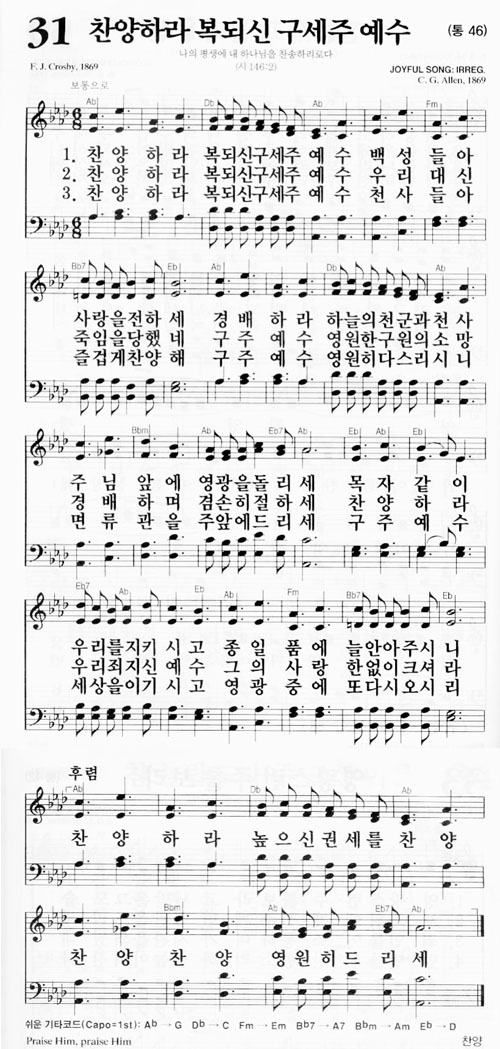 31 찬양하라 복되신 구세주 예수 (통 46)
나의 평생에 내 하나님을 찬송하리로다
(시 146:2)
F. J. Crosby, 1869
JOYFUL SONG: IRREG.
C. G. Allen, 1869
보통으로
Ab Db Ab Fm
1. 찬 양 하 라 복되신구세주 예 수 백 성 들 아
2. 찬 양 하 라 복되신구세주 예 수 우 리 대 신
3. 찬 양 하 라 복되신구세주 예 수 천 사 들 아
Bb7 Eb Ab Db
사랑을전하 세 경 배 하 라 하늘의천군과천 사
죽임을당했 네 구 주 예 수 영원한구원의소 망
즐겁게찬양 해 구 주 예 수 영원히다스리시 니
Bbm Ab Eb7 Ab Eb Ab Eb
주 님 앞 에 영광을돌리 세 목 자 같 이
경 배 하 며 겸손히절하 세 찬 양 하 라
면 류 관 을 주앞에드리 세 구 주 예 수
Eb7 Ab Eb Ab Fm Bb7 Eb
우리를지키 시 고 종 일 품 에 늘안아주시 니
우리죄지신 예 수 그 의 사 랑 한없이크셔 라
세상을이기 시 고 영 광 중 에 또다시오시 리
후렴
Ab Db Ab
찬 양 하 라 높 으 신 권 세 를 찬 양
Bbm Ab Eb7 Ab
찬 양 찬 양 영 원 히 드 리 세
쉬운 기타코드(Capo=1st): Ab → G Db → C Fm → Em Bb7 → A7 Bbm → Am Eb → D
Praise Him, praise Him
찬양